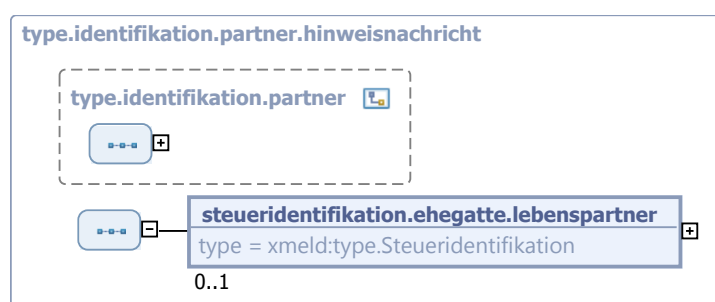 type.identifikation.partner.hinweisnachricht
type.identifikation.partner
steueridentifikation.ehegatte.lebenspartner
type = xmeld:type.Steueridentifikation
0..1